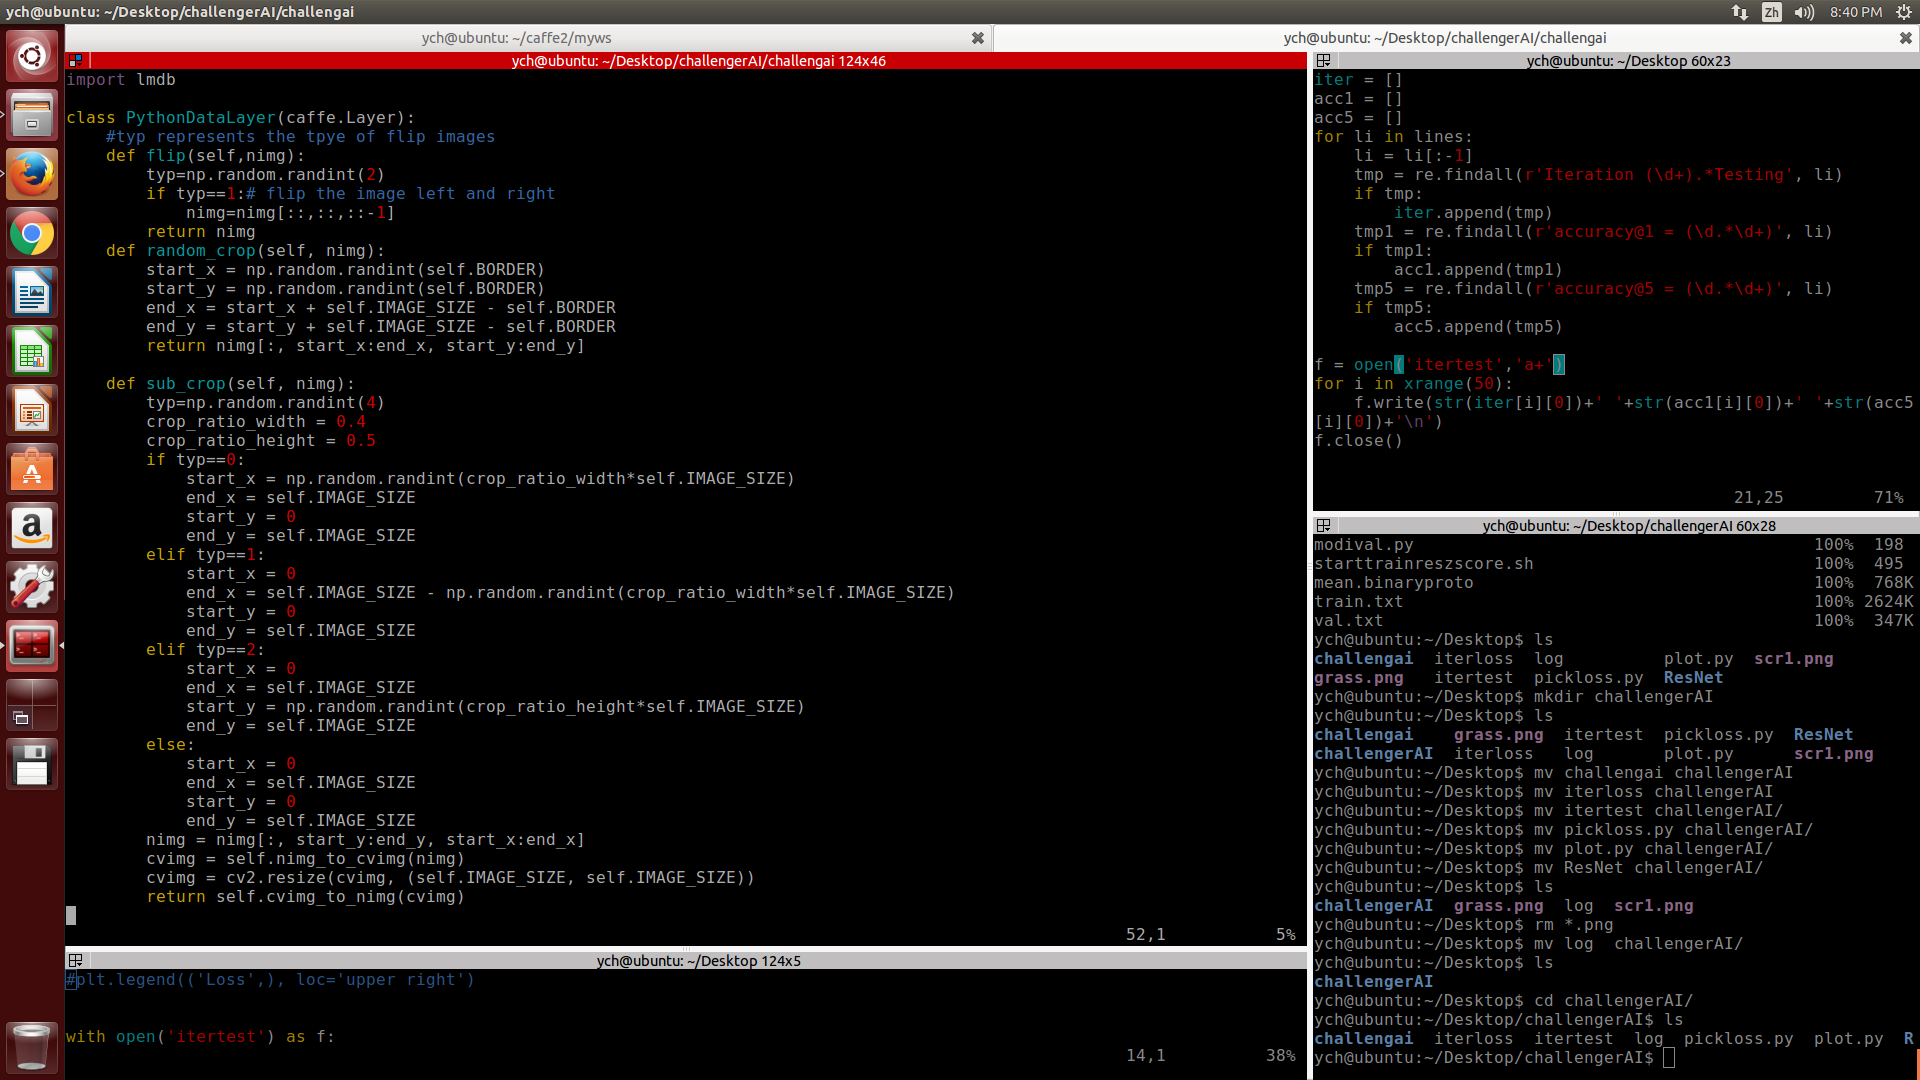 ych@ubuntu: ~/Desktop/challengerAI/challengai
Zh
8:40 PM
ych@ubuntu: ~/caffe2/myws
ych@ubuntu: ~/Desktop/challengerAI/challengai
ych@ubuntu: ~/Desktop/challengerAI/challengai 124x46
import lmdb
class PythonDataLayer(caffe.Layer):
    #typ represents the tpye of flip images
    def flip(self,nimg):
        typ=np.random.randint(2)
        if typ==1:# flip the image left and right
            nimg=nimg[::,::,::-1]
        return nimg
    def random_crop(self, nimg):
        start_x = np.random.randint(self.BORDER)
        start_y = np.random.randint(self.BORDER)
        end_x = start_x + self.IMAGE_SIZE - self.BORDER
        end_y = start_y + self.IMAGE_SIZE - self.BORDER
        return nimg[:, start_x:end_x, start_y:end_y]
    def sub_crop(self, nimg):
        typ=np.random.randint(4)
        crop_ratio_width = 0.4
        crop_ratio_height = 0.5
        if typ==0:
            start_x = np.random.randint(crop_ratio_width*self.IMAGE_SIZE)
            end_x = self.IMAGE_SIZE
            start_y = 0
            end_y = self.IMAGE_SIZE
        elif typ==1:
            start_x = 0
            end_x = self.IMAGE_SIZE - np.random.randint(crop_ratio_width*self.IMAGE_SIZE)
            start_y = 0
            end_y = self.IMAGE_SIZE
        elif typ==2:
            start_x = 0
            end_x = self.IMAGE_SIZE
            start_y = np.random.randint(crop_ratio_height*self.IMAGE_SIZE)
            end_y = self.IMAGE_SIZE
        else:
            start_x = 0
            end_x = self.IMAGE_SIZE
            start_y = 0
            end_y = self.IMAGE_SIZE
        nimg = nimg[:, start_y:end_y, start_x:end_x]
        cvimg = self.nimg_to_cvimg(nimg)
        cvimg = cv2.resize(cvimg, (self.IMAGE_SIZE, self.IMAGE_SIZE))
        return self.cvimg_to_nimg(cvimg)
52,1 5%
ych@ubuntu: ~/Desktop 124x5
#plt.legend(('Loss',), loc='upper right')
with open('itertest') as f:
14,1 38%
ych@ubuntu: ~/Desktop 60x23
iter = []
acc1 = []
acc5 = []
for li in lines:
    li = li[:-1]
    tmp = re.findall(r'Iteration (\d+).*Testing', li)
    if tmp:
        iter.append(tmp)
    tmp1 = re.findall(r'accuracy@1 = (\d.*\d+)', li)
    if tmp1:
        acc1.append(tmp1)
    tmp5 = re.findall(r'accuracy@5 = (\d.*\d+)', li)
    if tmp5:
        acc5.append(tmp5)
f = open('itertest','a+')
for i in xrange(50):
    f.write(str(iter[i][0])+' '+str(acc1[i][0])+' '+str(acc5
[i][0])+'\n')
f.close()
21,25 71%
ych@ubuntu: ~/Desktop/challengerAI 60x28
modival.py 100% 198
starttrainreszscore.sh 100% 495
mean.binaryproto 100% 768K
train.txt 100% 2624K
val.txt 100% 347K
ych@ubuntu:~/Desktop$ ls
challengai iterloss log plot.py scr1.png
grass.png itertest pickloss.py ResNet
ych@ubuntu:~/Desktop$ mkdir challengerAI
ych@ubuntu:~/Desktop$ ls
challengai grass.png itertest pickloss.py ResNet
challengerAI iterloss log plot.py scr1.png
ych@ubuntu:~/Desktop$ mv challengai challengerAI
ych@ubuntu:~/Desktop$ mv iterloss challengerAI
ych@ubuntu:~/Desktop$ mv itertest challengerAI/
ych@ubuntu:~/Desktop$ mv pickloss.py challengerAI/
ych@ubuntu:~/Desktop$ mv plot.py challengerAI/
ych@ubuntu:~/Desktop$ mv ResNet challengerAI/
ych@ubuntu:~/Desktop$ ls
challengerAI grass.png log scr1.png
ych@ubuntu:~/Desktop$ rm *.png
ych@ubuntu:~/Desktop$ mv log  challengerAI/
ych@ubuntu:~/Desktop$ ls
challengerAI
ych@ubuntu:~/Desktop$ cd challengerAI/
ych@ubuntu:~/Desktop/challengerAI$ ls
challengai iterloss itertest log pickloss.py plot.py R
ych@ubuntu:~/Desktop/challengerAI$